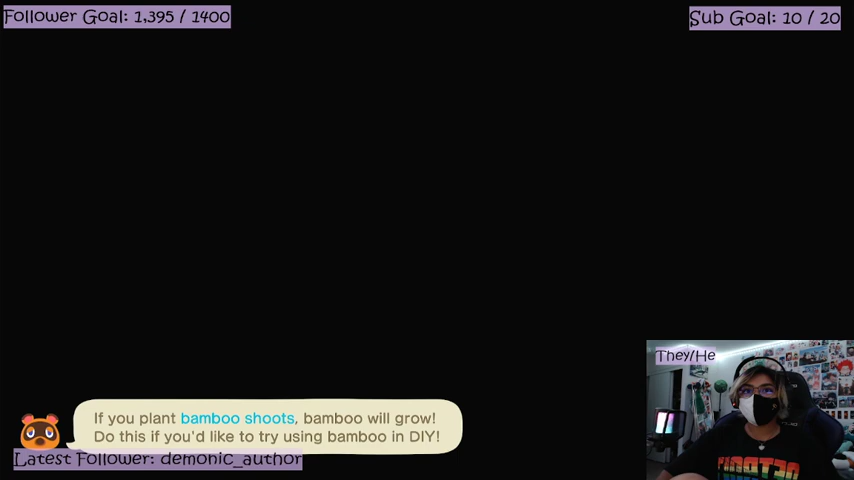 Follower Goal: 1,395 / 1400
Sub Goal: 10 / 20
They/He
If you plant bamboo shoots, bamboo will grow!
Do this if you'd like to try using bamboo in DIY!
Latest Follower: demonic_author
DETROIT